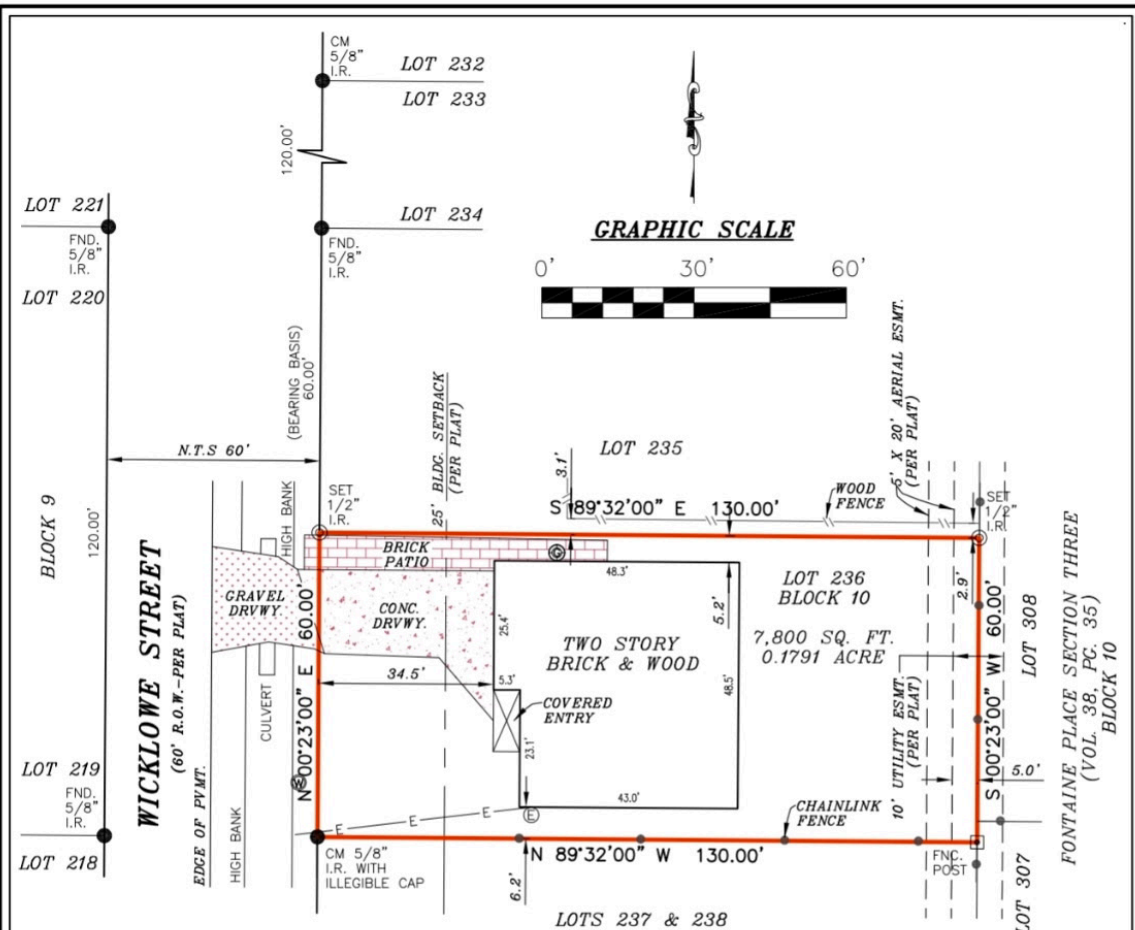 CM
5/8"
I.R.
LOT 232
LOT 233
120.00'
LOT 221
FND.
5/8"
I.R.
LOT 220
LOT 234
FND.
5/8"
I.R.
GRAPHIC SCALE
0' 30' 60'
(BEARING BASIS)
60.00'
25' BLDG. SETBACK
(PER PLAT)
5' X 20' AERIAL ESMT.
(PER PLAT)
N.T.S 60'
LOT 235
3.1'
S 89°32'00" E 130.00'
WOOD
FENCE
SET
1/2"
I.R.
SET
1/2"
I.R.
BLOCK 9
120.00'
WICKLOWE STREET
(60' R.O.W.-PER PLAT)
HIGH BANK
BRICK
PATIO
G
48.3'
LOT 236
BLOCK 10
7,800 SQ. FT.
0.1791 ACRE
2.9'
5.2'
GRAVEL
DRVWY.
CONC.
DRVWY.
25.4'
TWO STORY
BRICK & WOOD
48.5'
34.5'
5.3'
COVERED
ENTRY
23.1'
43.0'
CULVERT
N 00°23'00" E 60.00'
S 00°23'00" W 60.00'
LOT 308
FONTAINE PLACE SECTION THREE
(VOL. 38, PG. 35)
BLOCK 10
10' UTILITY ESMT.
(PER PLAT)
5.0'
LOT 219
FND.
5/8"
I.R.
LOT 218
EDGE OF PVMT.
HIGH BANK
W
E E E E
E
CHAINLINK
FENCE
CM 5/8"
I.R. WITH
ILLEGIBLE CAP
N 89°32'00" W 130.00'
6.2'
FNC.
POST
LOT 307
LOTS 237 & 238